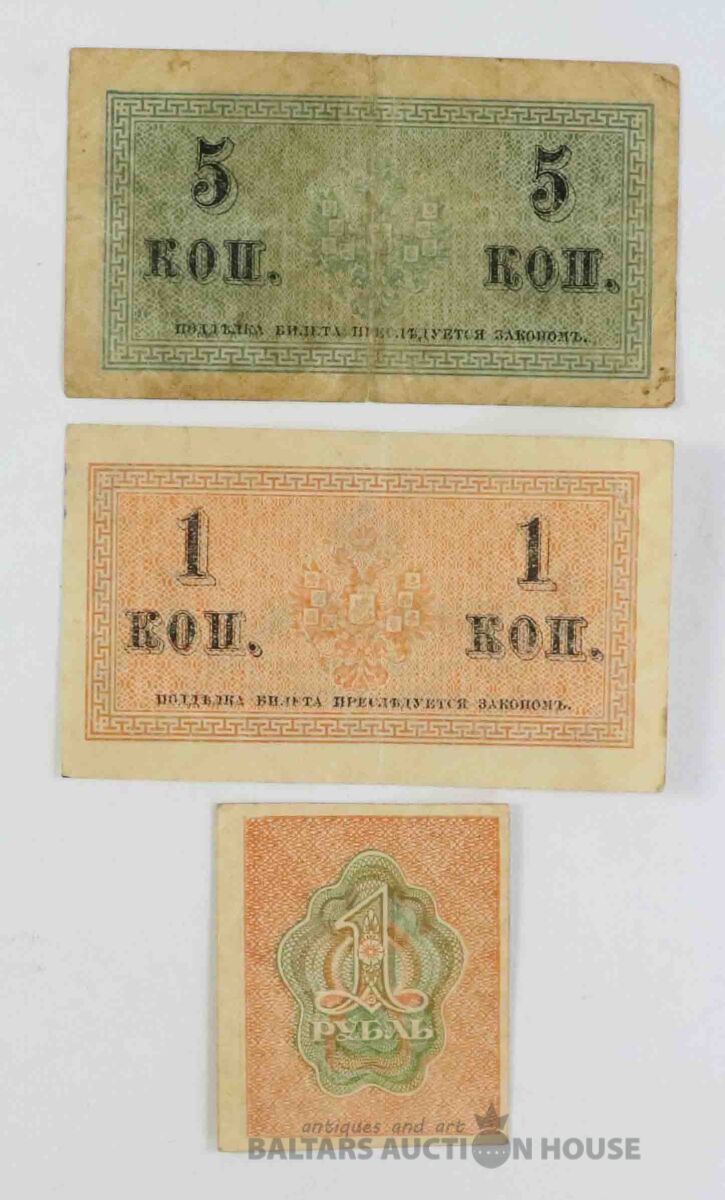 5 5
КОП. КОП.
ПОДДѢЛКА БИЛЕТА ПРЕСЛѢДУЕТСЯ ЗАКОНОМЪ.
1 1
КОП. КОП.
ПОДДѢЛКА БИЛЕТА ПРЕСЛѢДУЕТСЯ ЗАКОНОМЪ.
1
РУБЛЬ
antiques and art
BALTARS AUCTION HOUSE